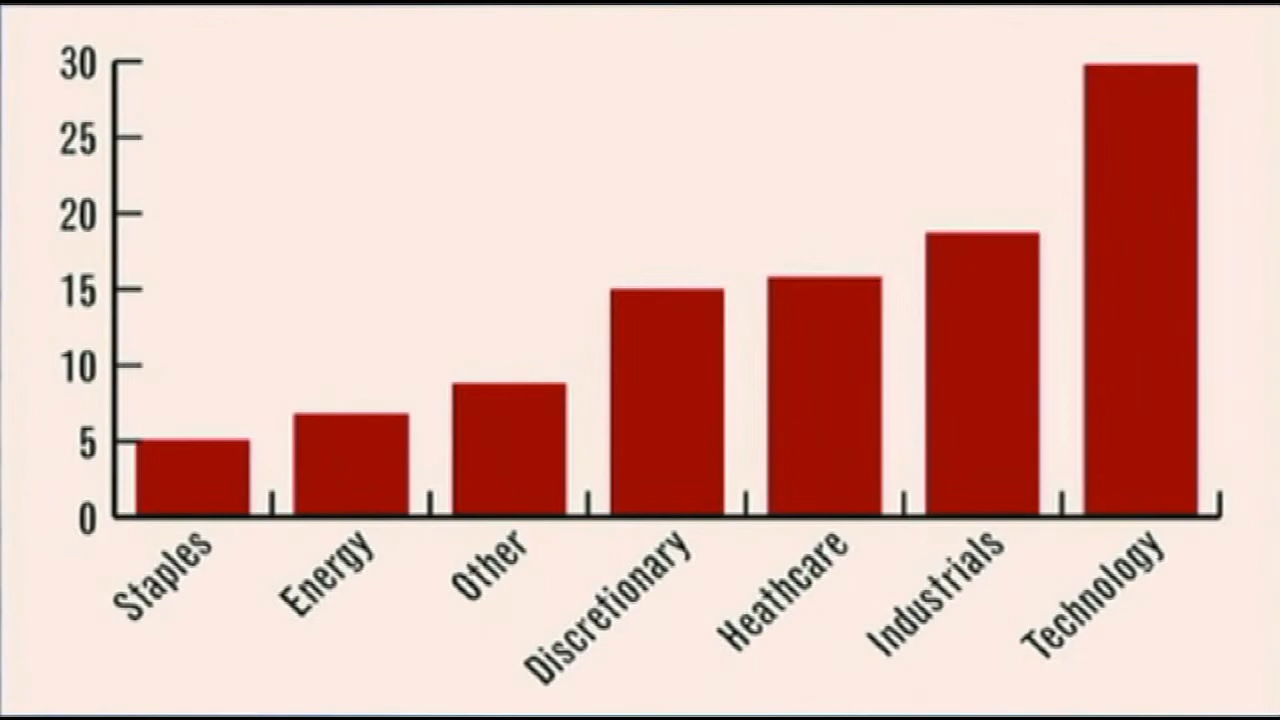 30
25
20
15
10
5
0
Staples
Energy
Other
Discretionary
Heathcare
Industrials
Technology